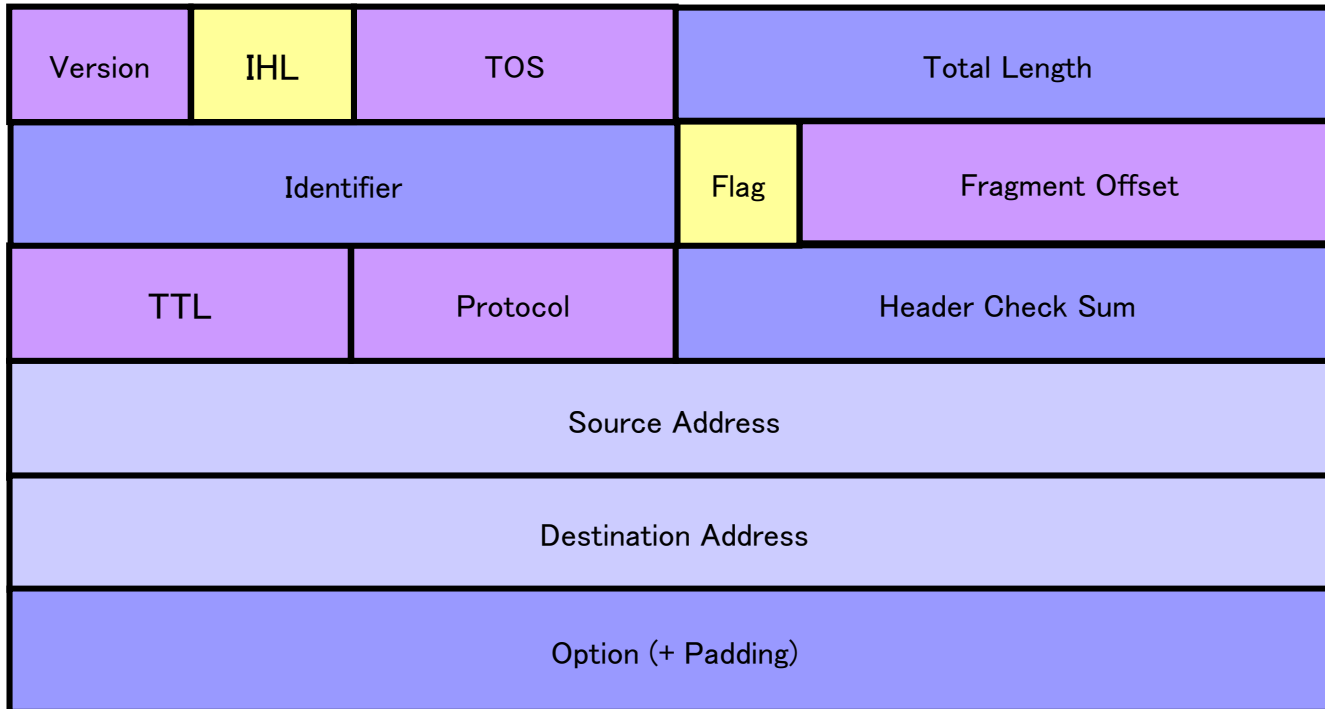 Version IHL TOS Total Length
Identifier Flag Fragment Offset
TTL Protocol Header Check Sum
Source Address
Destination Address
Option (+ Padding)